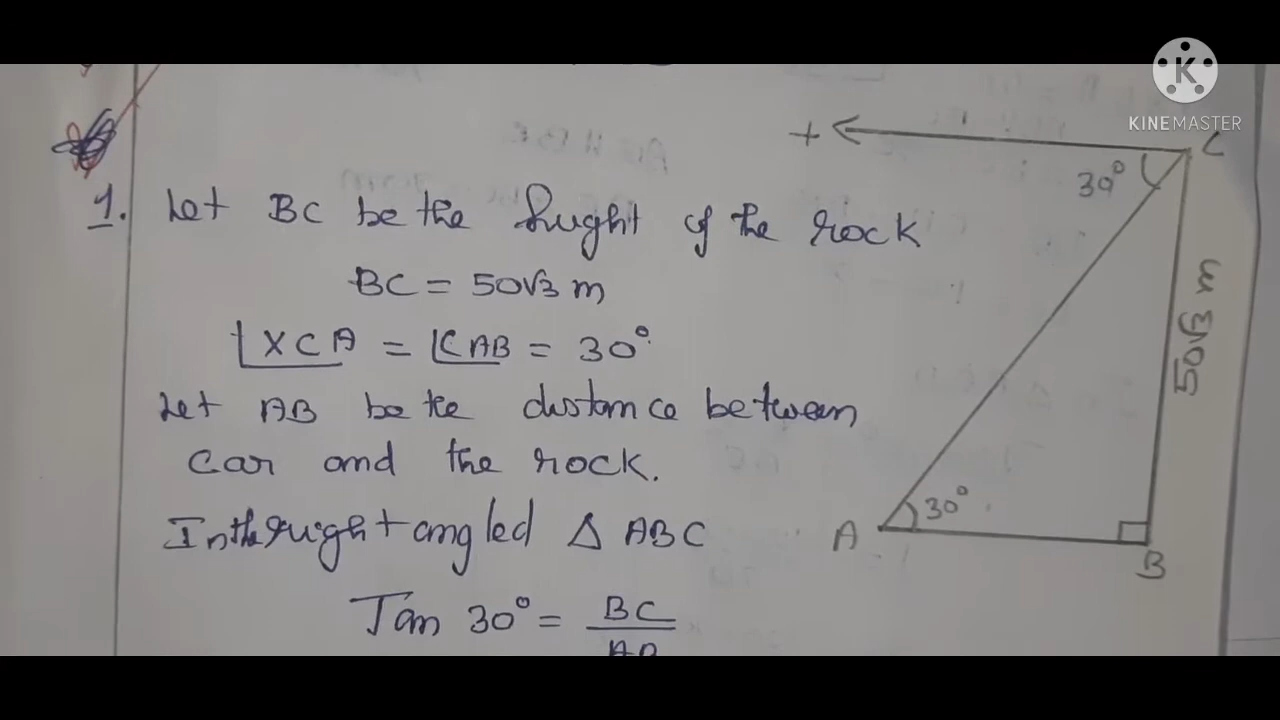 1. Let BC be the hught of the rock
BC = 50√3 m
∠XCA = ∠CAB = 30°
Let AB be the distance between
car and the rock.
In the right angled Δ ABC
Tan 30° = BC / AB
x
C
30°
50√3 m
A
30°
B
K
KINEMASTER